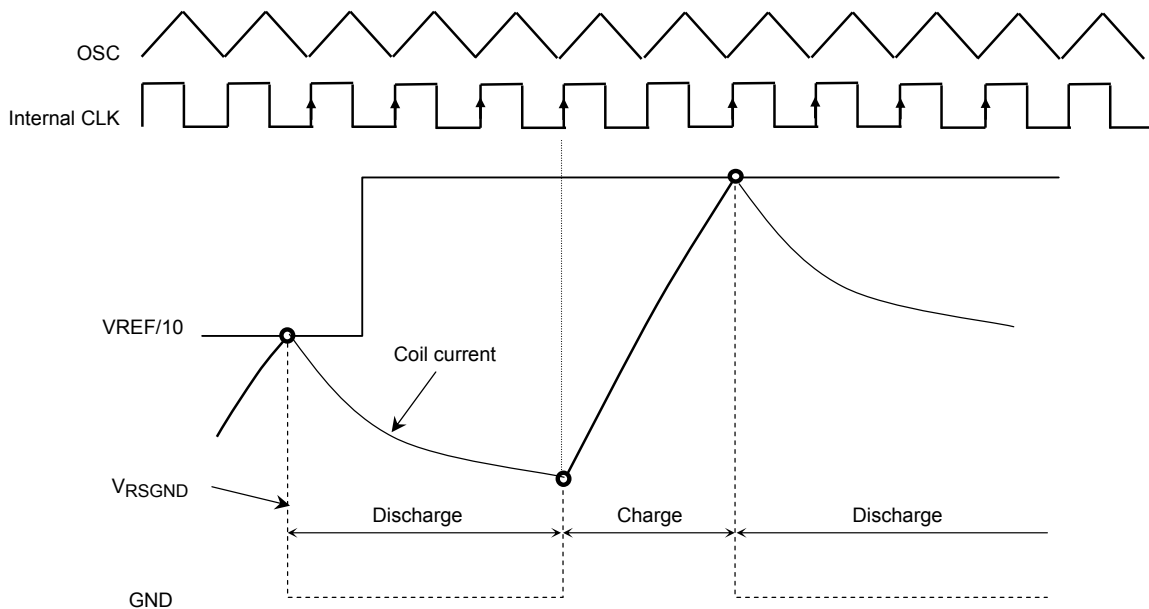 OSC
Internal CLK
VREF/10
Coil current
VRSGND
Discharge
Charge
Discharge
GND